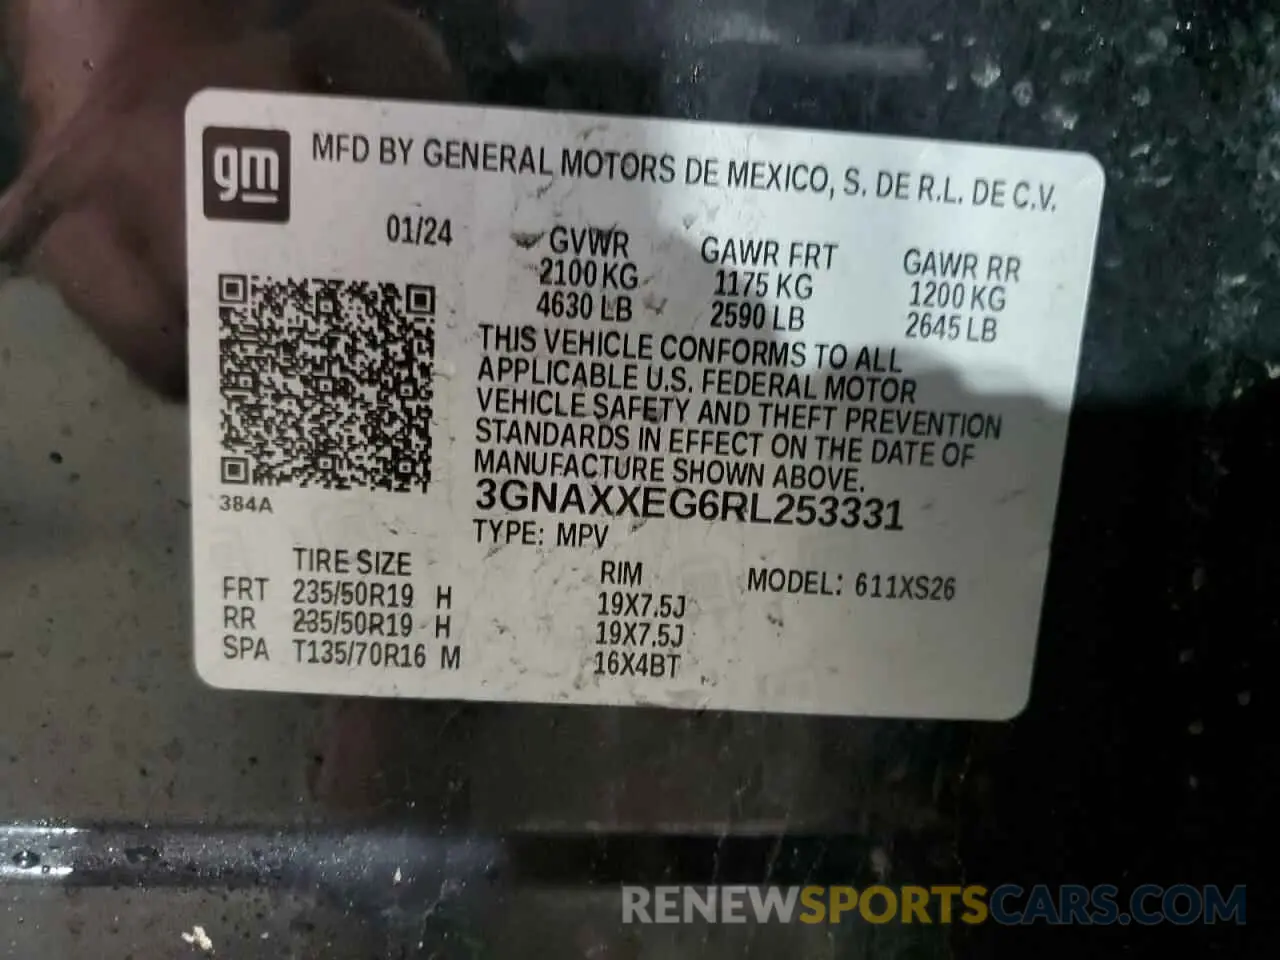 gm
MFD BY GENERAL MOTORS DE MEXICO, S. DE R.L. DE C.V.
01/24
GVWR GAWR FRT GAWR RR
2100 KG 1175 KG 1200 KG
4630 LB 2590 LB 2645 LB
THIS VEHICLE CONFORMS TO ALL
APPLICABLE U.S. FEDERAL MOTOR
VEHICLE SAFETY AND THEFT PREVENTION
STANDARDS IN EFFECT ON THE DATE OF
MANUFACTURE SHOWN ABOVE.
384A
3GNAXXEG6RL253331
TYPE: MPV
TIRE SIZE RIM MODEL: 611XS26
FRT 235/50R19 H 19X7.5J
RR 235/50R19 H 19X7.5J
SPA T135/70R16 M 16X4BT
RENEWSPORTSCARS.COM